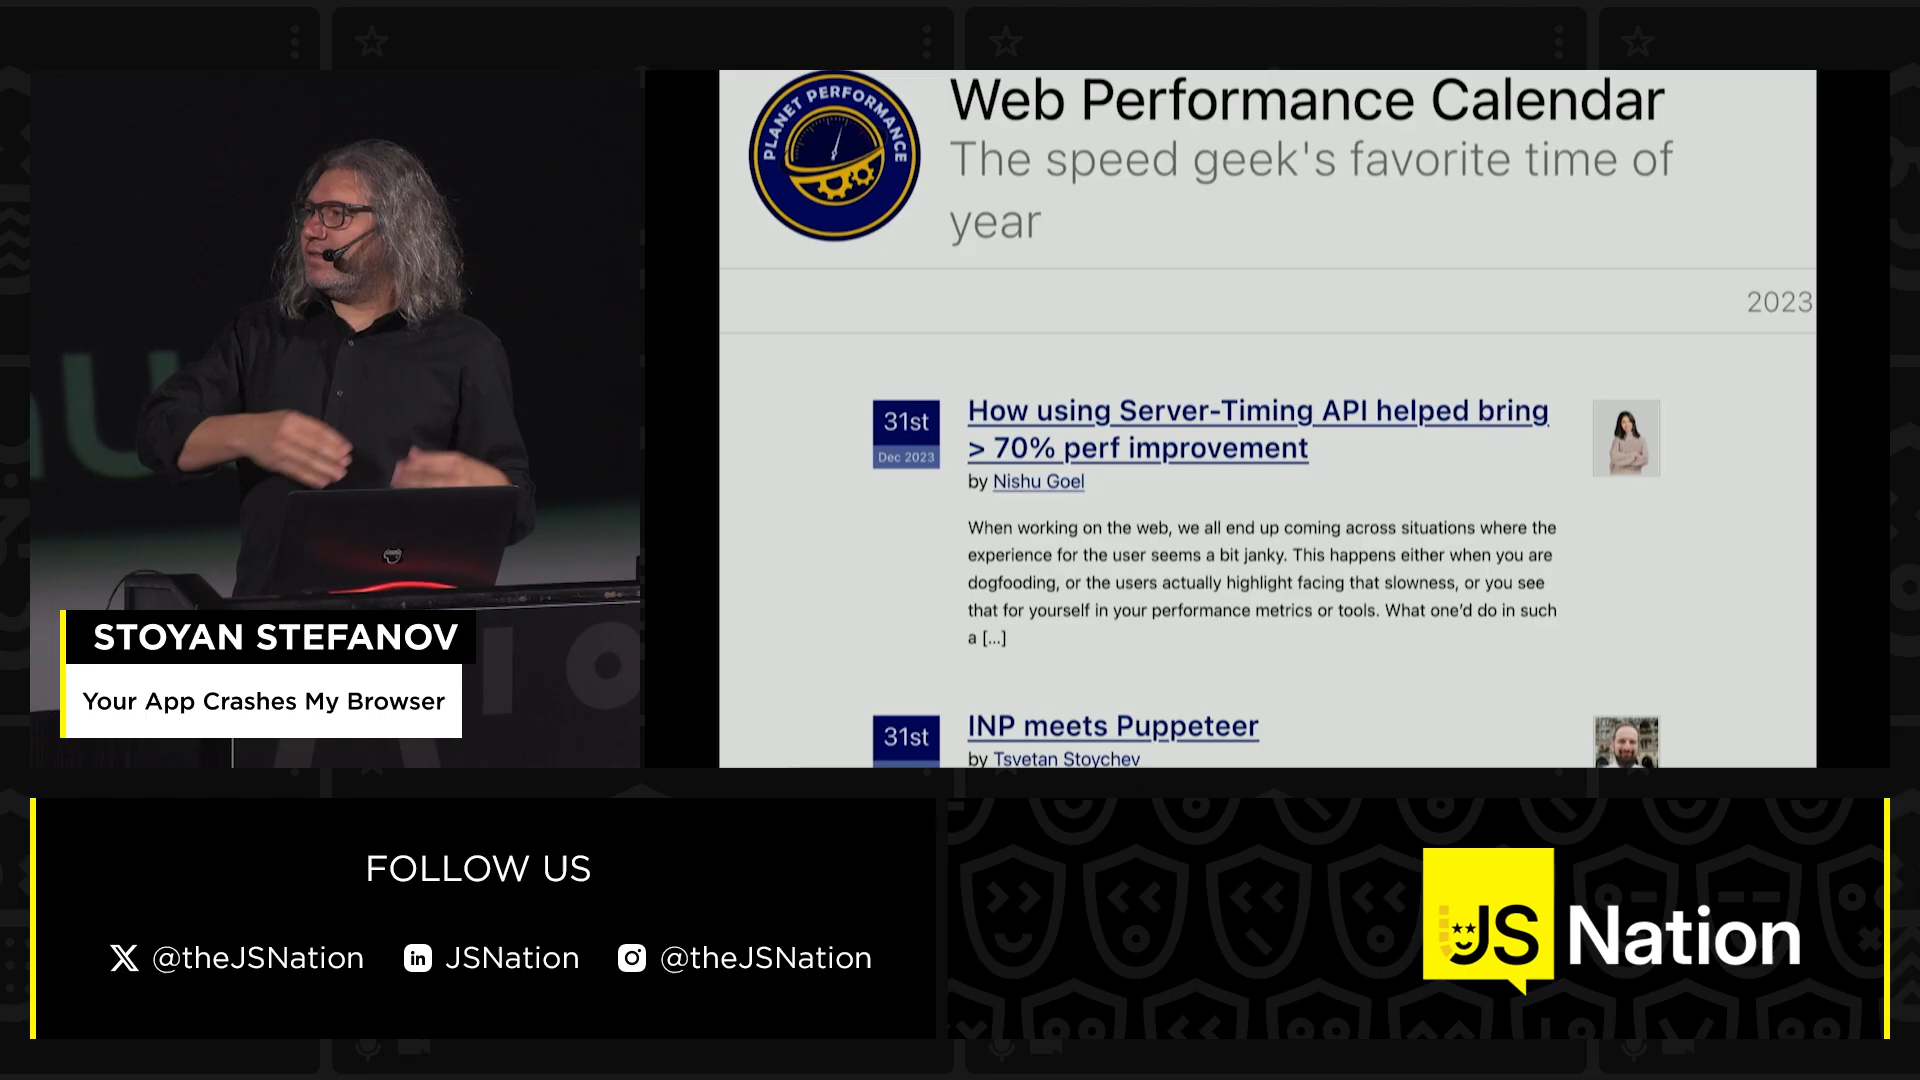 PLANET PERFORMANCE
Web Performance Calendar
The speed geek's favorite time of
year
2023
31st
Dec 2023
How using Server-Timing API helped bring
> 70% perf improvement
by Nishu Goel
When working on the web, we all end up coming across situations where the
experience for the user seems a bit janky. This happens either when you are
dogfooding, or the users actually highlight facing that slowness, or you see
that for yourself in your performance metrics or tools. What one’d do in such
a [...]
31st
INP meets Puppeteer
by Tsvetan Stoychev
STOYAN STEFANOV
Your App Crashes My Browser
FOLLOW US
@theJSNation
in JSNation
@theJSNation
JS Nation